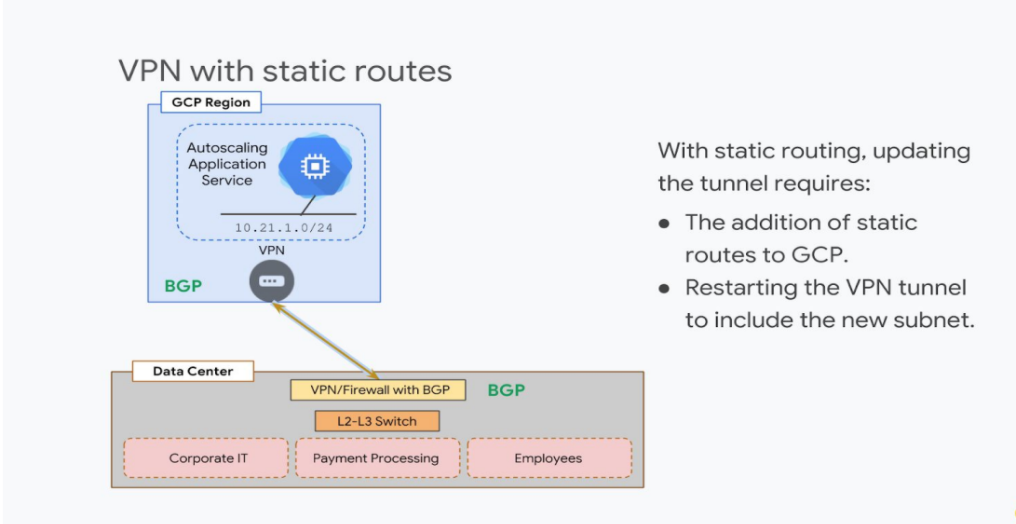 VPN with static routes
GCP Region
Autoscaling
Application
Service
10.21.1.0/24
VPN
BGP
Data Center
VPN/Firewall with BGP
BGP
L2-L3 Switch
Corporate IT
Payment Processing
Employees
With static routing, updating
the tunnel requires:
● The addition of static
routes to GCP.
● Restarting the VPN tunnel
to include the new subnet.